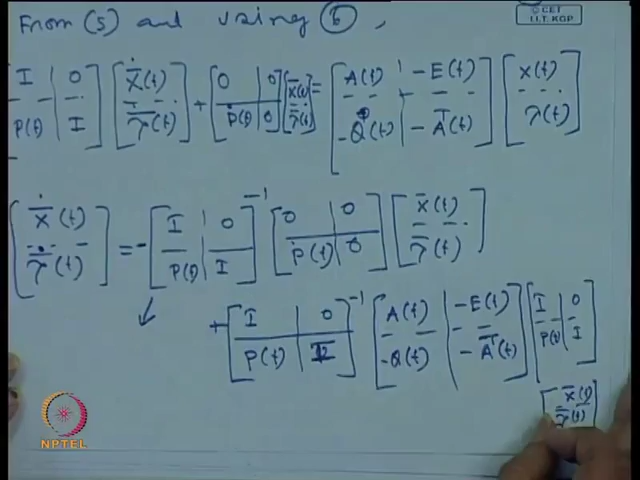 From (5) and using (6),
© CET
I.I.T. KGP
[I 0; P(t) I] [ẋ̄(t); λ̄̇(t)] + [0 0; Ṗ(t) 0] [x̄(t); λ̄(t)] = [A(t) -E(t); -Q(t) -Aᵀ(t)] [x(t); λ(t)]
[ẋ̄(t); λ̄̇(t)] = - [I 0; P(t) I]⁻¹ [0 0; Ṗ(t) 0] [x̄(t); λ̄(t)]
+ [I 0; P(t) I]⁻¹ [A(t) -E(t); -Q(t) -Aᵀ(t)] [I 0; P(t) I]
[x̄(t); λ̄(t)]
NPTEL